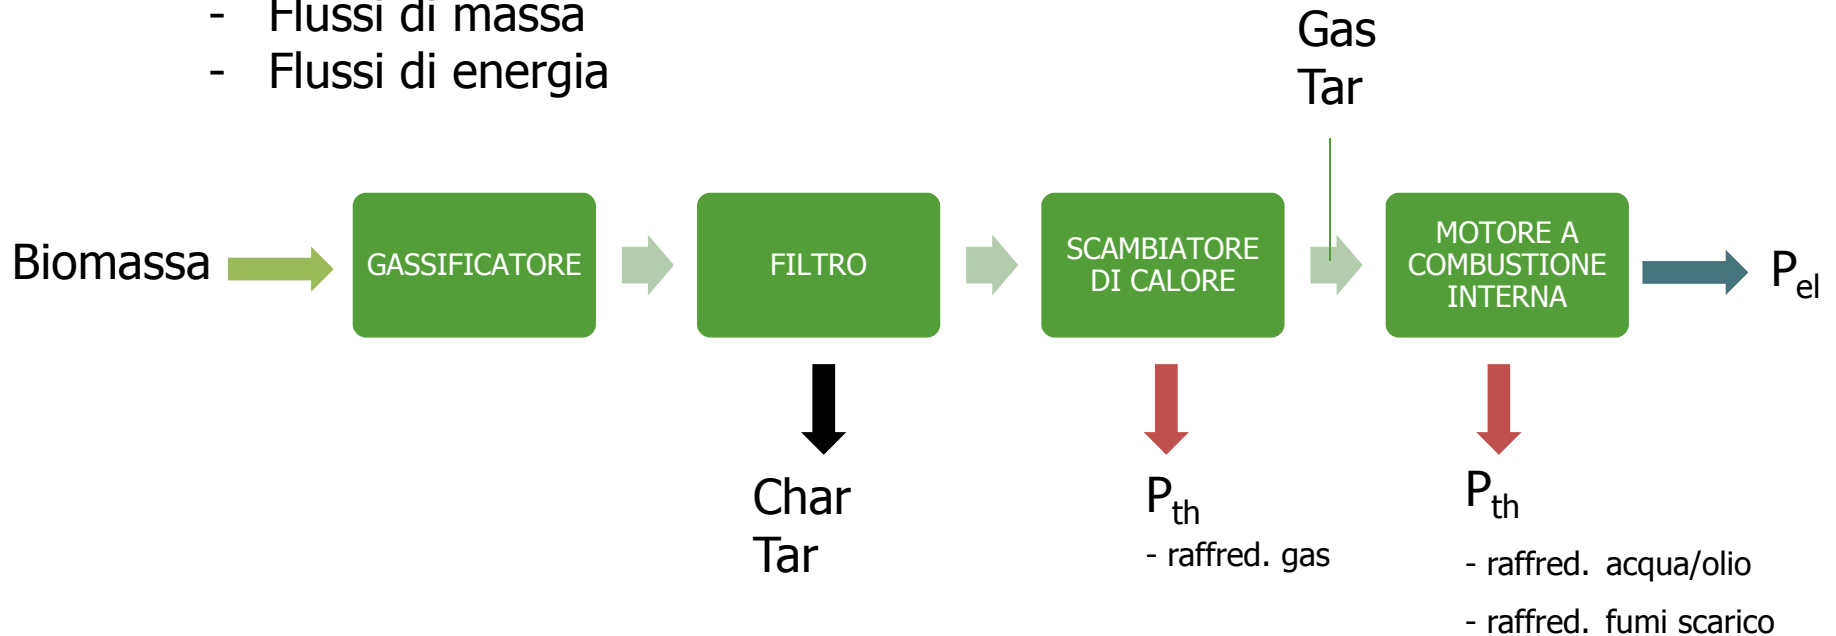 - Flussi di massa
- Flussi di energia
Gas
Tar
Biomassa
GASSIFICATORE
FILTRO
SCAMBIATORE
DI CALORE
MOTORE A
COMBUSTIONE
INTERNA
Pel
Char
Tar
Pth
- raffred. gas
Pth
- raffred. acqua/olio
- raffred. fumi scarico